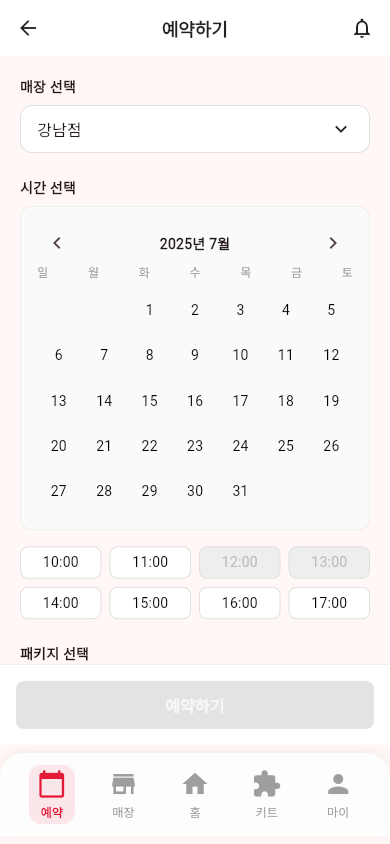 예약하기
매장 선택
강남점
시간 선택
2025년 7월
일 월 화 수 목 금 토
1 2 3 4 5
6 7 8 9 10 11 12
13 14 15 16 17 18 19
20 21 22 23 24 25 26
27 28 29 30 31
10:00 11:00 12:00 13:00
14:00 15:00 16:00 17:00
패키지 선택
예약하기
예약 매장 홈 키트 마이